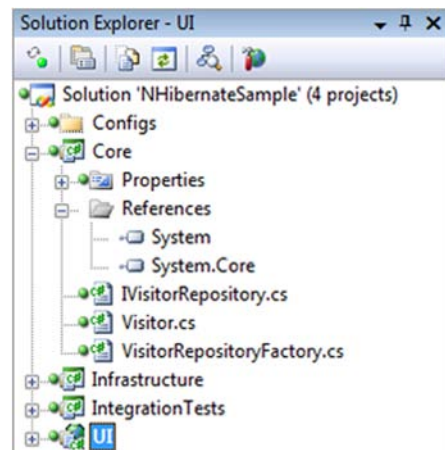 Solution Explorer - UI
Solution 'NHibernateSample' (4 projects)
Configs
Core
Properties
References
System
System.Core
IVisitorRepository.cs
Visitor.cs
VisitorRepositoryFactory.cs
Infrastructure
IntegrationTests
UI